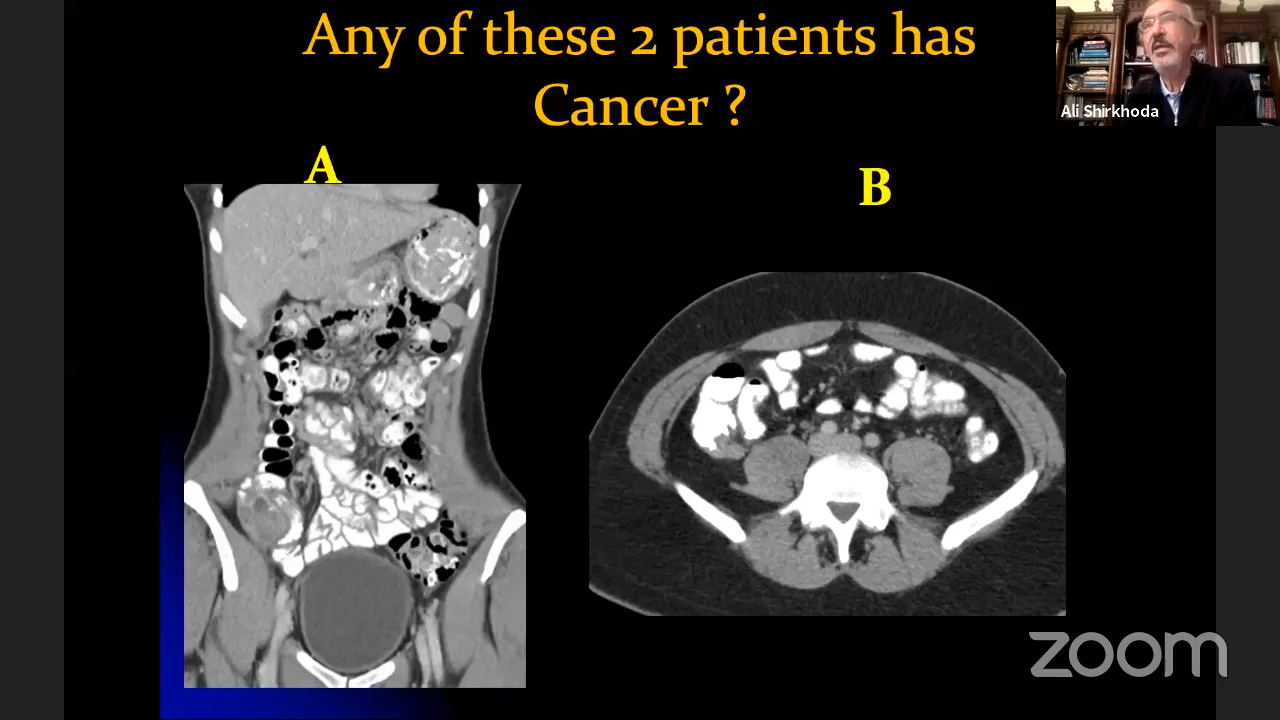 Any of these 2 patients has
Cancer ?
Ali Shirkhoda
A
B
zoom